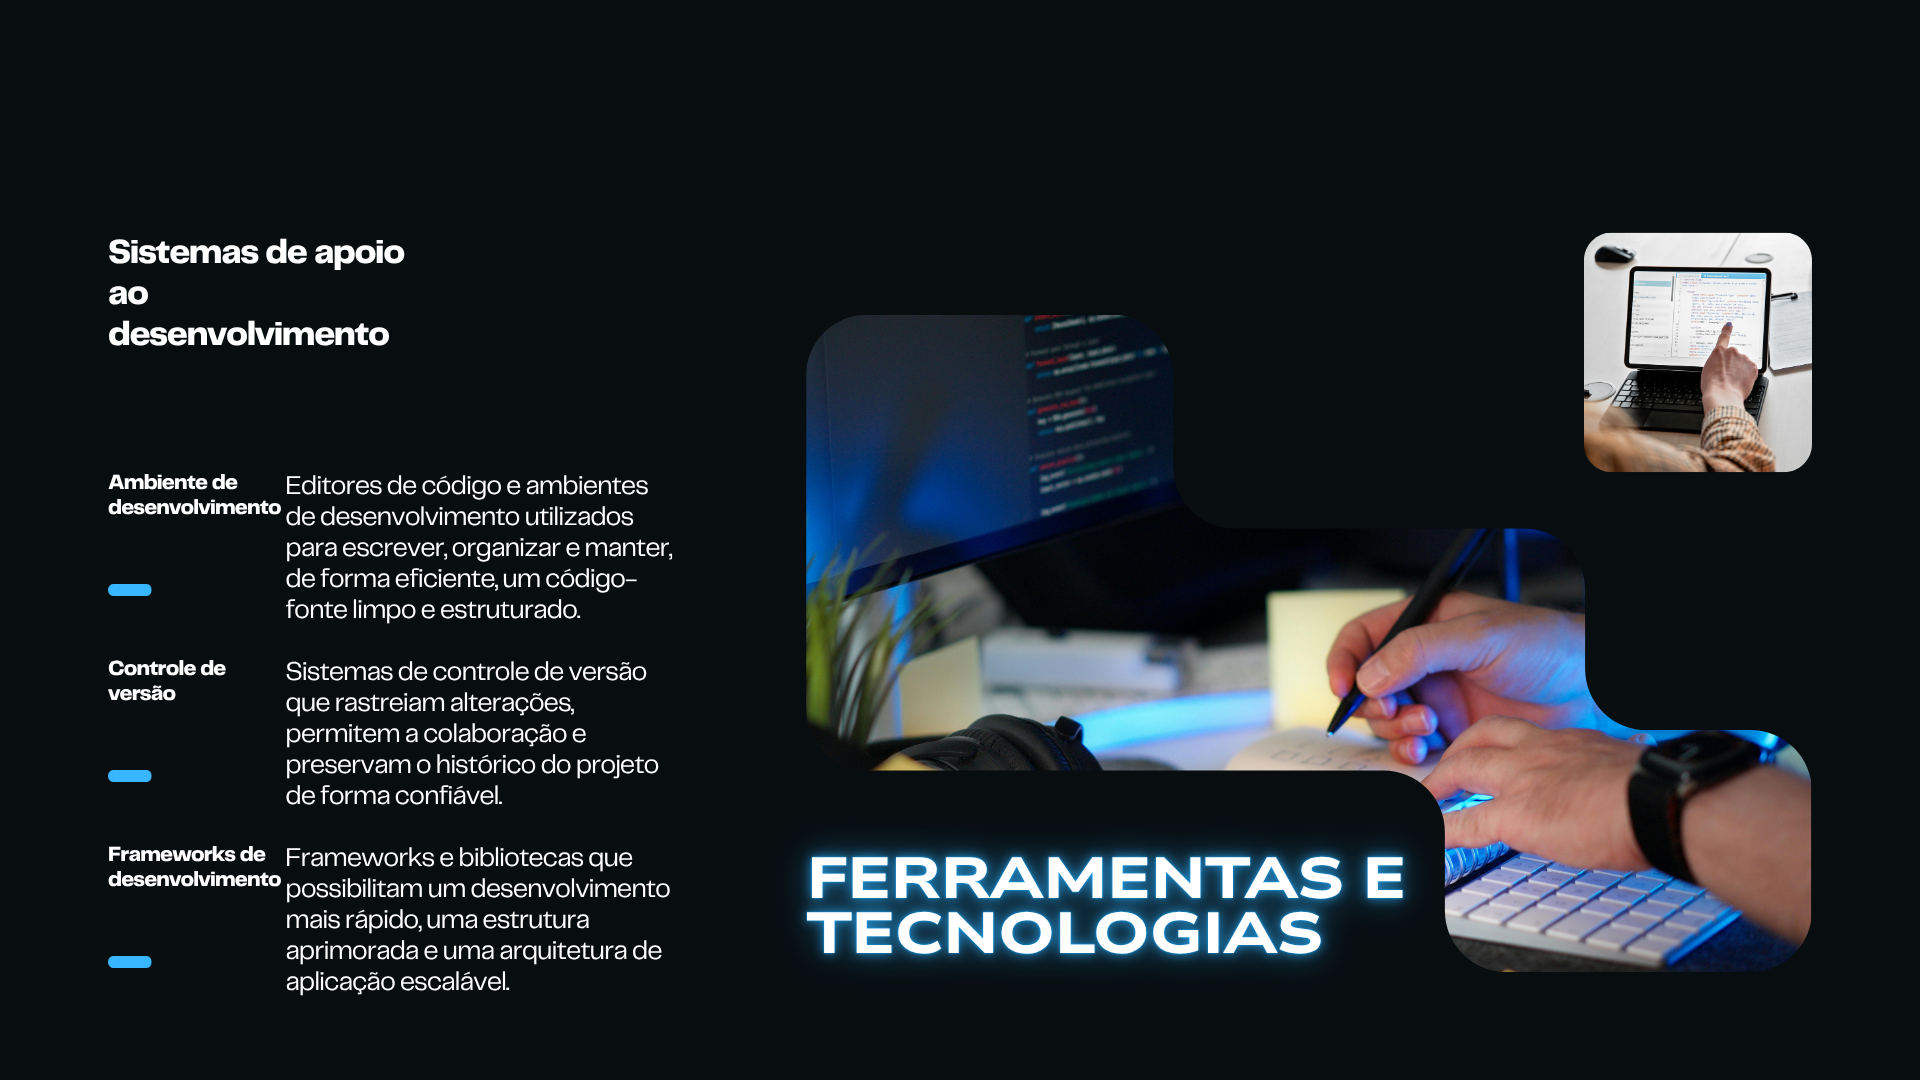 Sistemas de apoio
ao
desenvolvimento
Ambiente de
desenvolvimento
Editores de código e ambientes
de desenvolvimento utilizados
para escrever, organizar e manter,
de forma eficiente, um código-
fonte limpo e estruturado.
Controle de
versão
Sistemas de controle de versão
que rastreiam alterações,
permitem a colaboração e
preservam o histórico do projeto
de forma confiável.
Frameworks de
desenvolvimento
Frameworks e bibliotecas que
possibilitam um desenvolvimento
mais rápido, uma estrutura
aprimorada e uma arquitetura de
aplicação escalável.
FERRAMENTAS E
TECNOLOGIAS